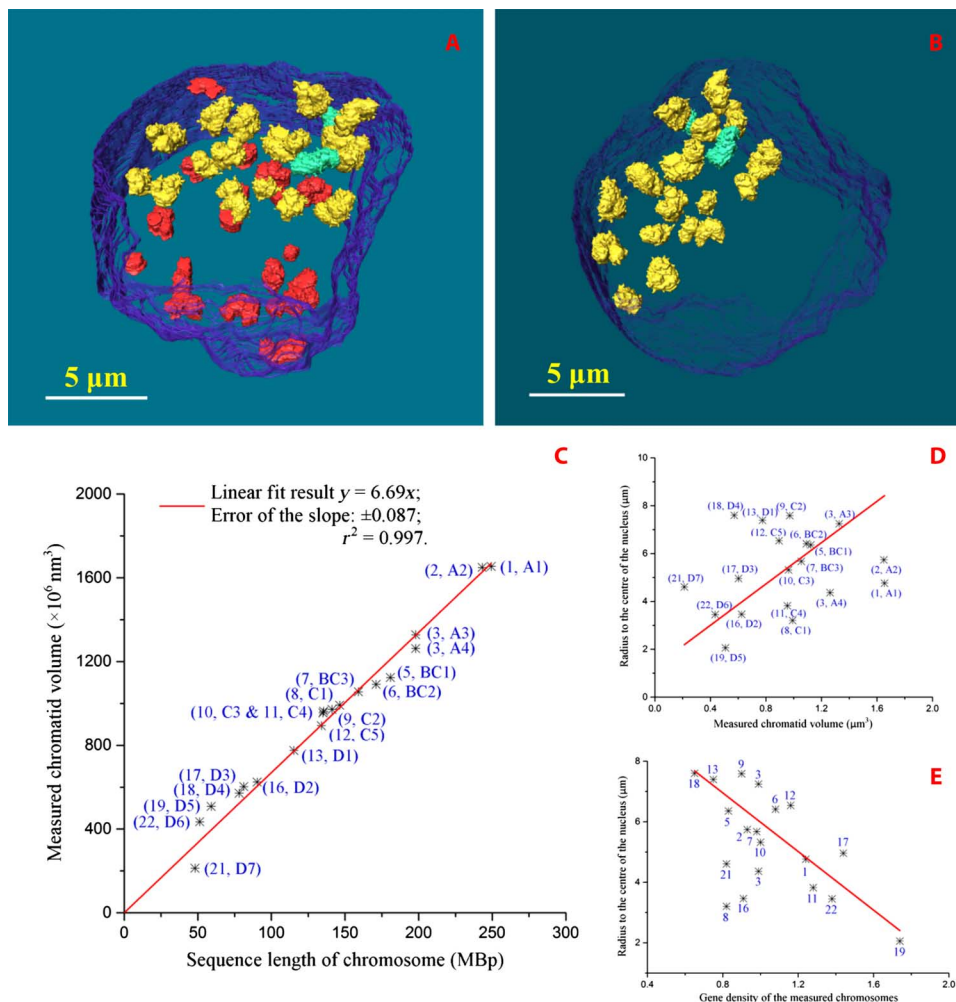 A
5 µm
B
5 µm
C
Linear fit result y = 6.69x;
Error of the slope: ±0.087;
r² = 0.997.
Measured chromatid volume (×10⁶ nm³)
2000
1600
1200
800
400
0
(2, A2)
(1, A1)
(3, A3)
(3, A4)
(7, BC3)
(5, BC1)
(8, C1)
(6, BC2)
(10, C3 & 11, C4)
(9, C2)
(12, C5)
(13, D1)
(17, D3)
(18, D4)
(16, D2)
(19, D5)
(22, D6)
(21, D7)
0 50 100 150 200 250 300
Sequence length of chromosome (MBp)
D
Radius to the centre of the nucleus (µm)
10
8
6
4
2
0
(18, D4)
(13, D1)
(9, C2)
(3, A3)
(12, C5)
(6, BC2)
(5, BC1)
(7, BC3)
(2, A2)
(17, D3)
(10, C3)
(21, D7)
(1, A1)
(3, A4)
(22, D6)
(11, C4)
(16, D2)
(8, C1)
(19, D5)
0.0 0.4 0.8 1.2 1.6 2.0
Measured chromatid volume (µm³)
E
Radius to the centre of the nucleus (µm)
8
6
4
2
18
13
9
3
5
6
12
2
7
10
17
21
3
1
8
16
11
22
19
0.4 0.8 1.2 1.6 2.0
Gene density of the measured chromosomes